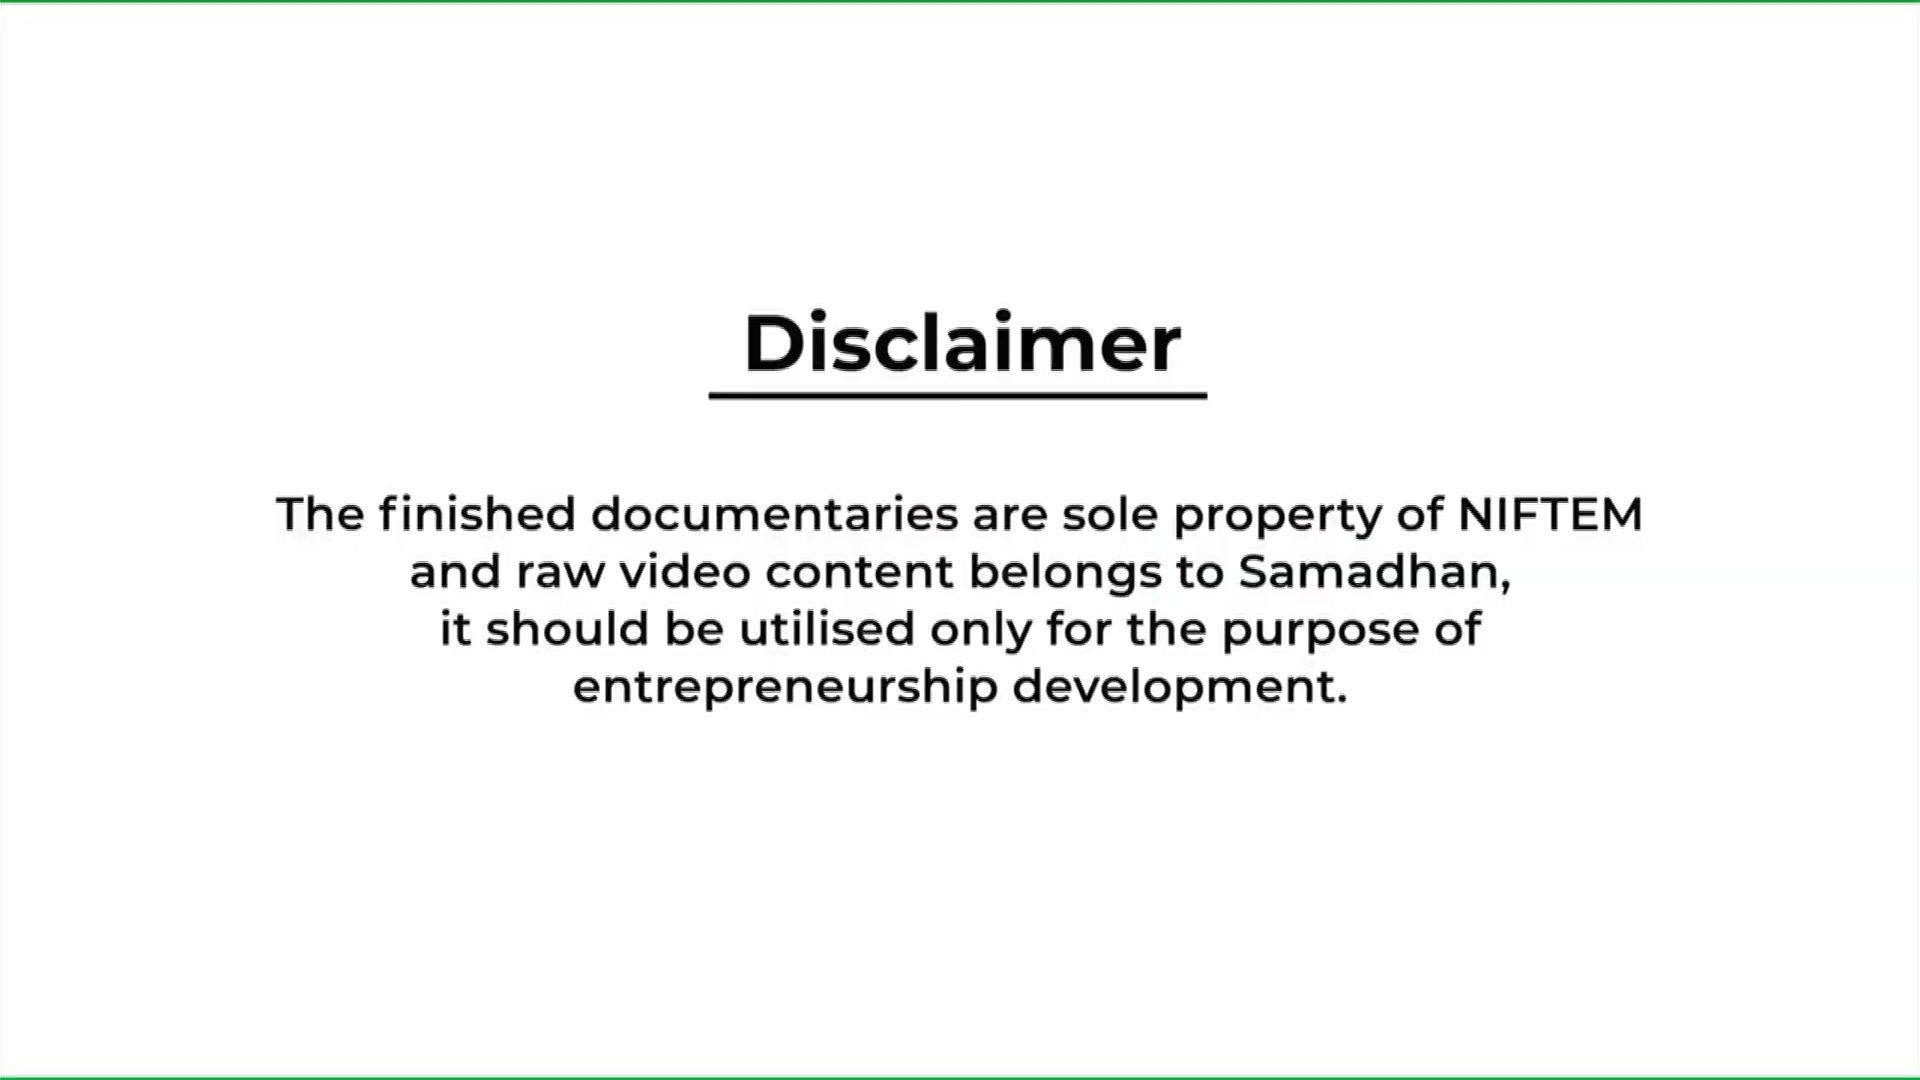 Disclaimer
The finished documentaries are sole property of NIFTEM
and raw video content belongs to Samadhan,
it should be utilised only for the purpose of
entrepreneurship development.